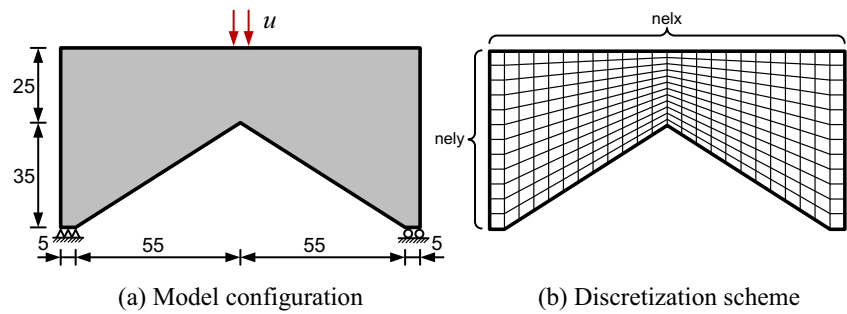 u
25
35
5
55
55
5
(a) Model configuration
nelx
nely
(b) Discretization scheme